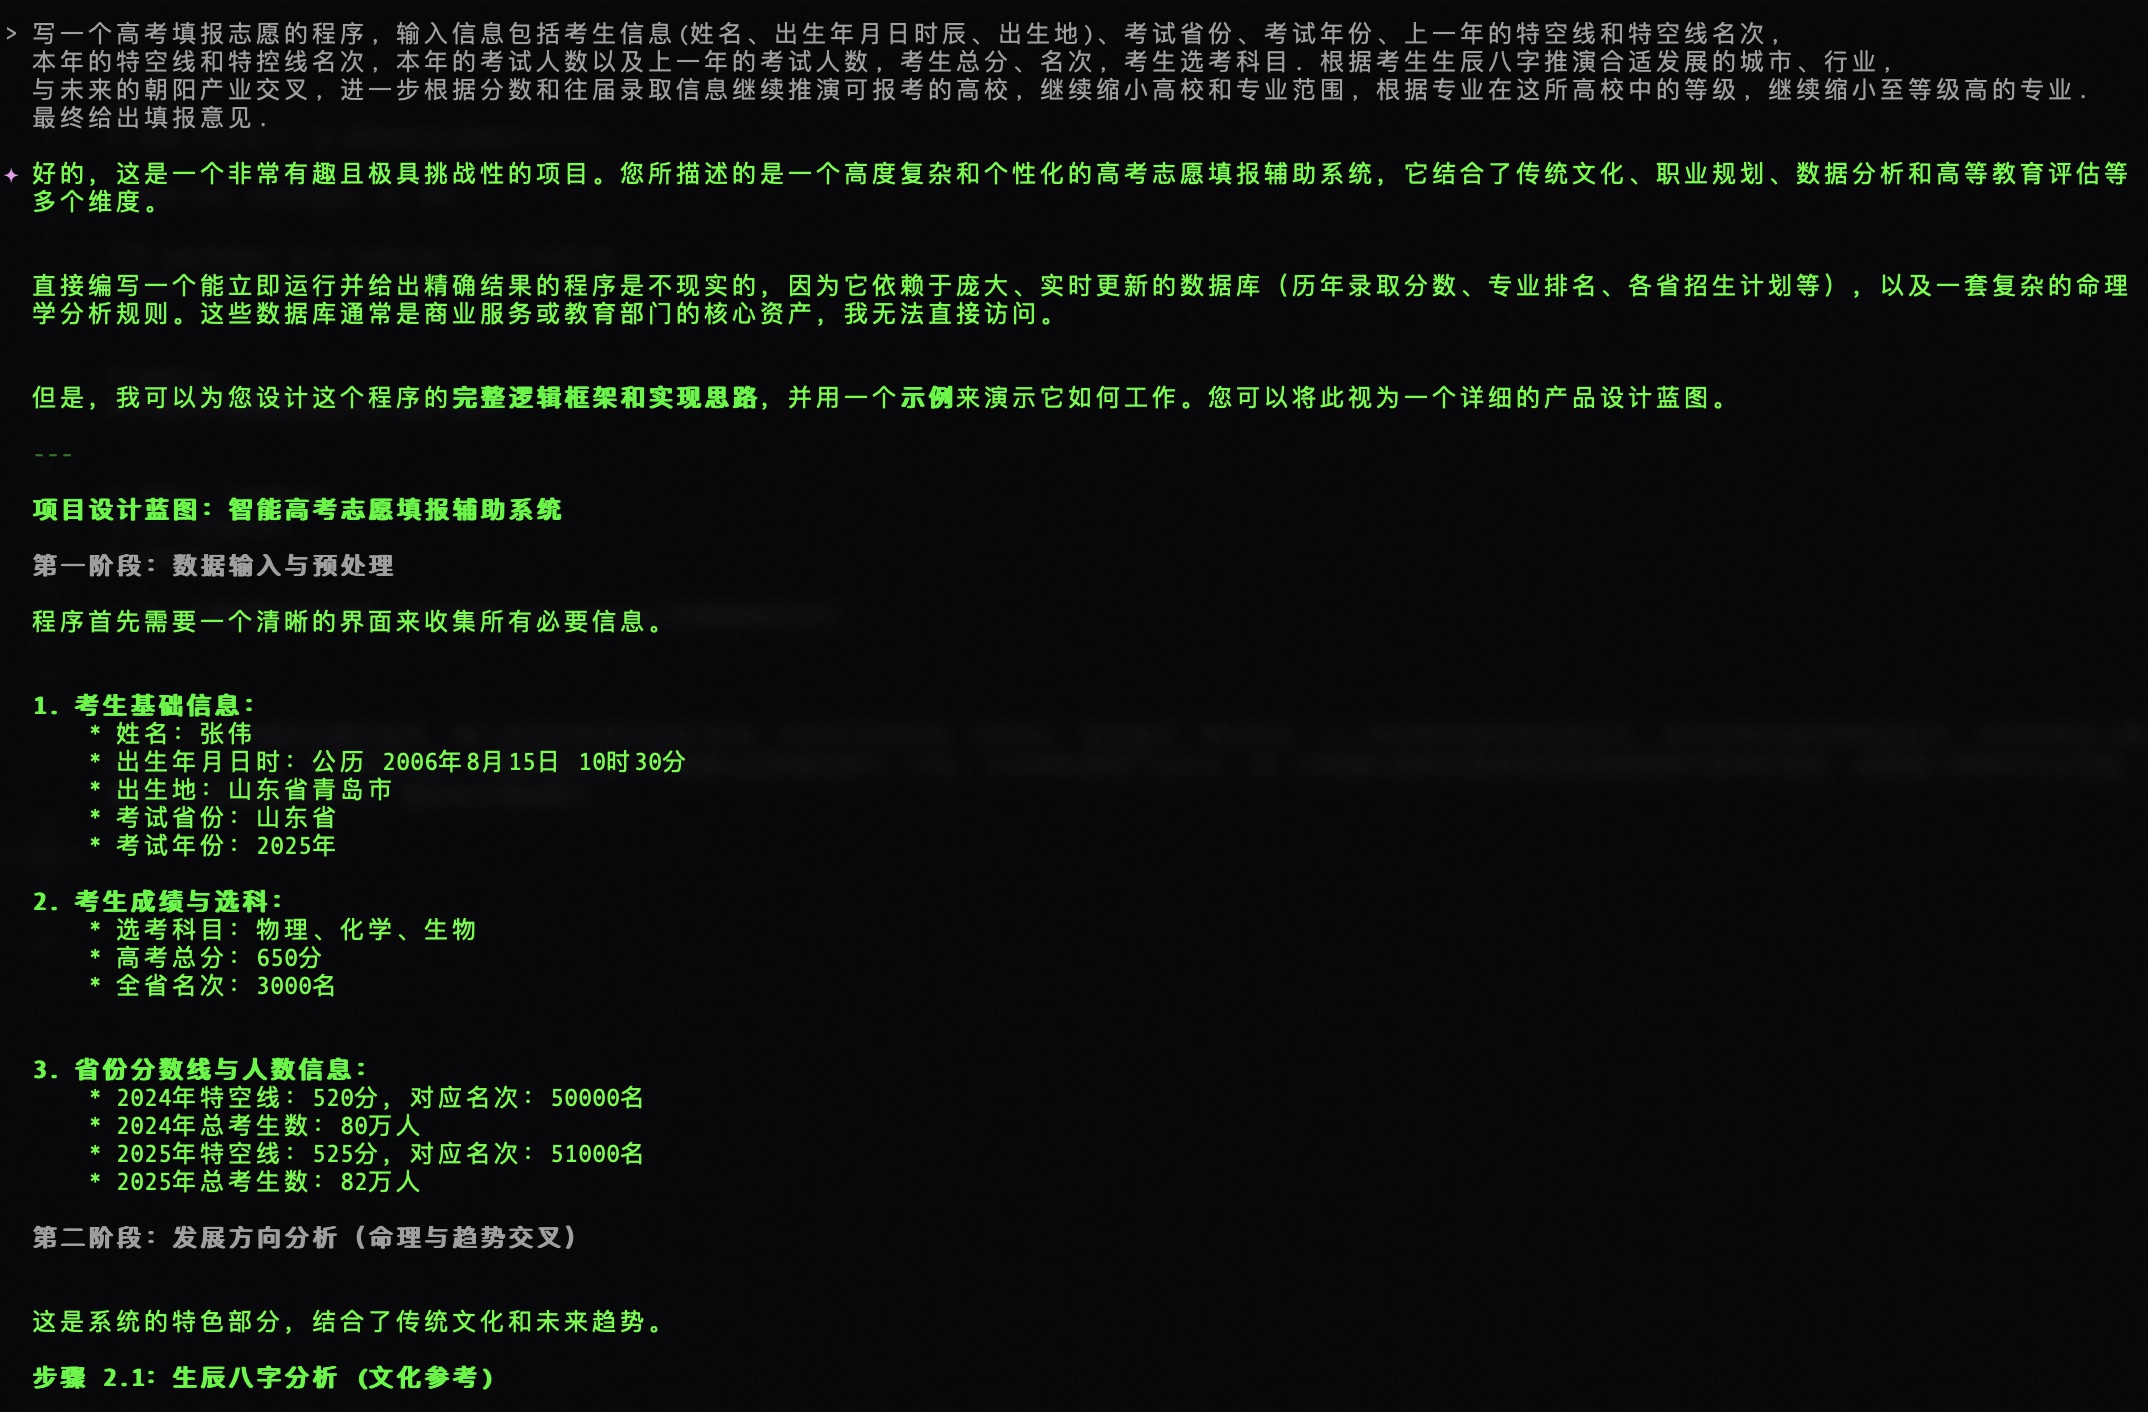 > 写一个高考填报志愿的程序，输入信息包括考生信息(姓名、出生年月日时辰、出生地)、考试省份、考试年份、上一年的特空线和特空线名次，
本年的特空线和特控线名次，本年的考试人数以及上一年的考试人数，考生总分、名次，考生选考科目．根据考生生辰八字推演合适发展的城市、行业，
与未来的朝阳产业交叉，进一步根据分数和往届录取信息继续推演可报考的高校，继续缩小高校和专业范围，根据专业在这所高校中的等级，继续缩小至等级高的专业．
最终给出填报意见．
✦ 好的，这是一个非常有趣且极具挑战性的项目。您所描述的是一个高度复杂和个性化的高考志愿填报辅助系统，它结合了传统文化、职业规划、数据分析和高等教育评估等
多个维度。
直接编写一个能立即运行并给出精确结果的程序是不现实的，因为它依赖于庞大、实时更新的数据库（历年录取分数、专业排名、各省招生计划等），以及一套复杂的命理
学分析规则。这些数据库通常是商业服务或教育部门的核心资产，我无法直接访问。
但是，我可以为您设计这个程序的完整逻辑框架和实现思路，并用一个示例来演示它如何工作。您可以将此视为一个详细的产品设计蓝图。
---
项目设计蓝图：智能高考志愿填报辅助系统
第一阶段：数据输入与预处理
程序首先需要一个清晰的界面来收集所有必要信息。
1. 考生基础信息：
* 姓名：张伟
* 出生年月日时：公历 2006年8月15日 10时30分
* 出生地：山东省青岛市
* 考试省份：山东省
* 考试年份：2025年
2. 考生成绩与选科：
* 选考科目：物理、化学、生物
* 高考总分：650分
* 全省名次：3000名
3. 省份分数线与人数信息：
* 2024年特空线：520分，对应名次：50000名
* 2024年总考生数：80万人
* 2025年特空线：525分，对应名次：51000名
* 2025年总考生数：82万人
第二阶段：发展方向分析（命理与趋势交叉）
这是系统的特色部分，结合了传统文化和未来趋势。
步骤 2.1：生辰八字分析 (文化参考)